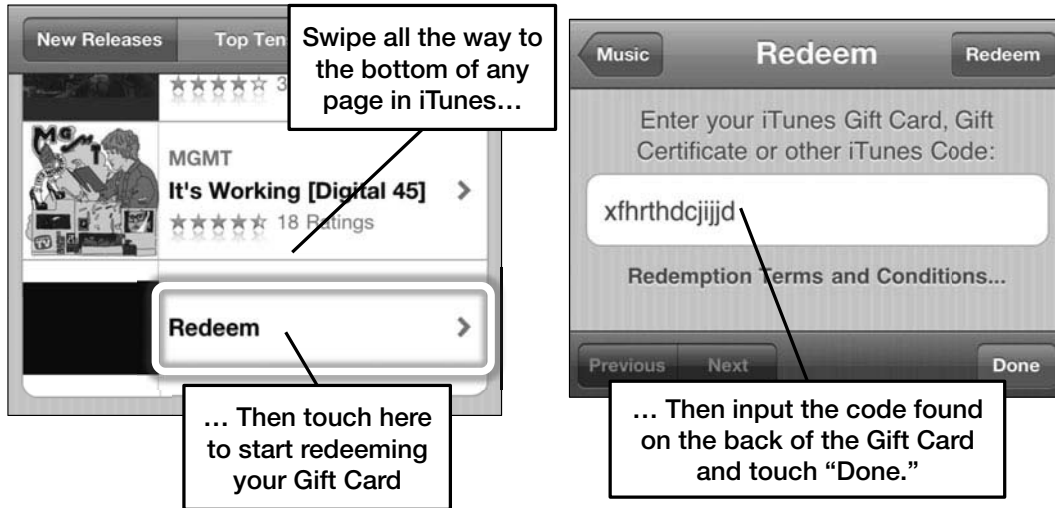 New Releases
Top Ten
Swipe all the way to
the bottom of any
page in iTunes…
3
MGMT
It's Working [Digital 45]
18 Ratings
Redeem
… Then touch here
to start redeeming
your Gift Card
Music
Redeem
Redeem
Enter your iTunes Gift Card, Gift
Certificate or other iTunes Code:
xfhrthdcjijjd
Redemption Terms and Conditions...
Previous
Next
Done
… Then input the code found
on the back of the Gift Card
and touch “Done.”